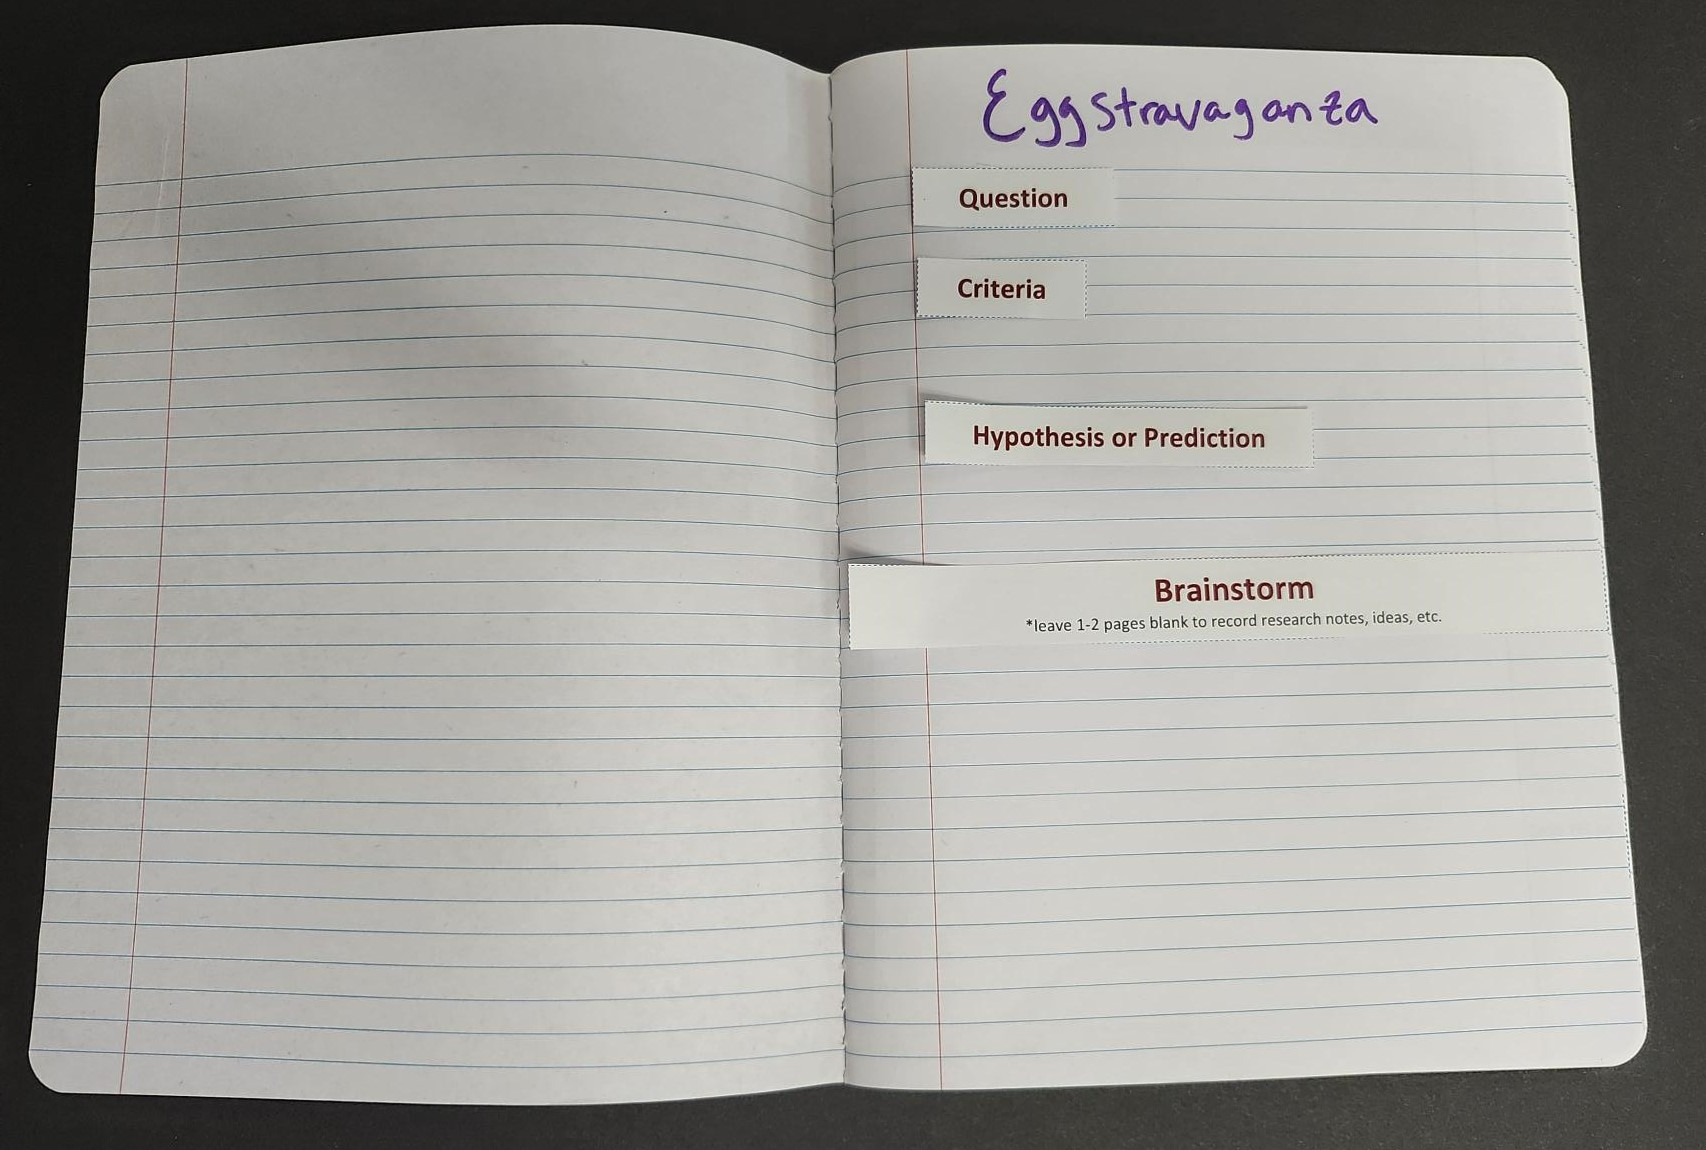 Eggstravaganza
Question
Criteria
Hypothesis or Prediction
Brainstorm
*leave 1-2 pages blank to record research notes, ideas, etc.